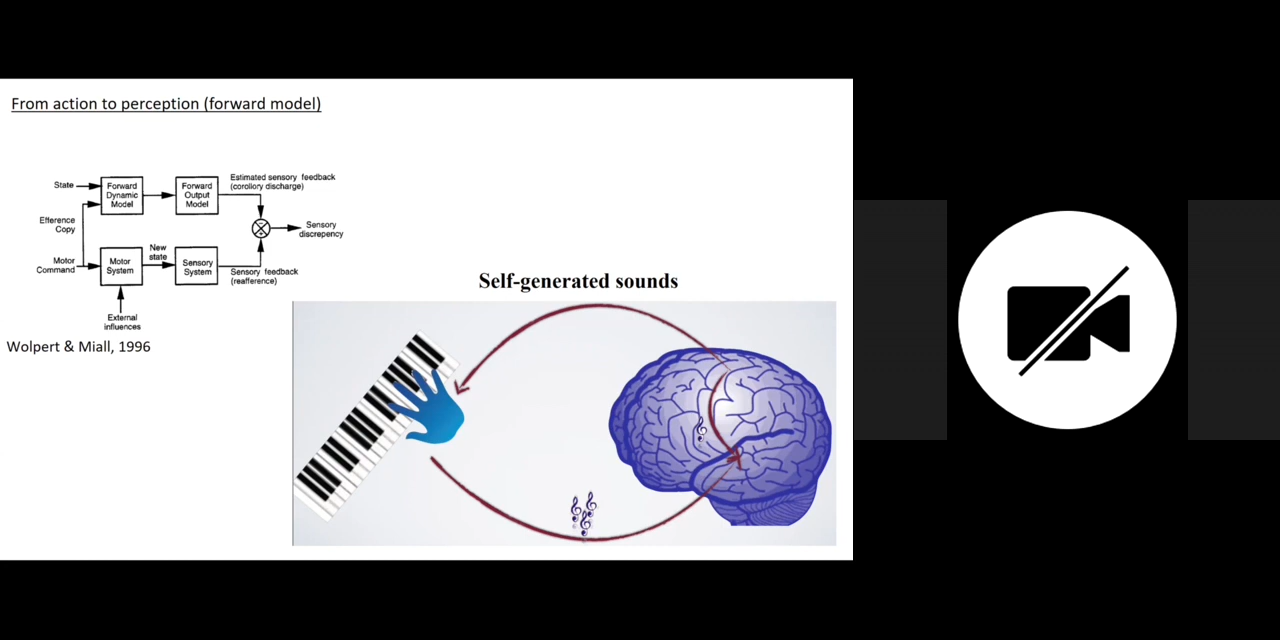 From action to perception (forward model)
State
Forward
Dynamic
Model
Forward
Output
Model
Estimated sensory feedback
(corollory discharge)
Efference
Copy
Sensory
discrepency
Motor
Command
Motor
System
New
state
Sensory
System
Sensory feedback
(reafference)
External
influences
Wolpert & Miall, 1996
Self-generated sounds